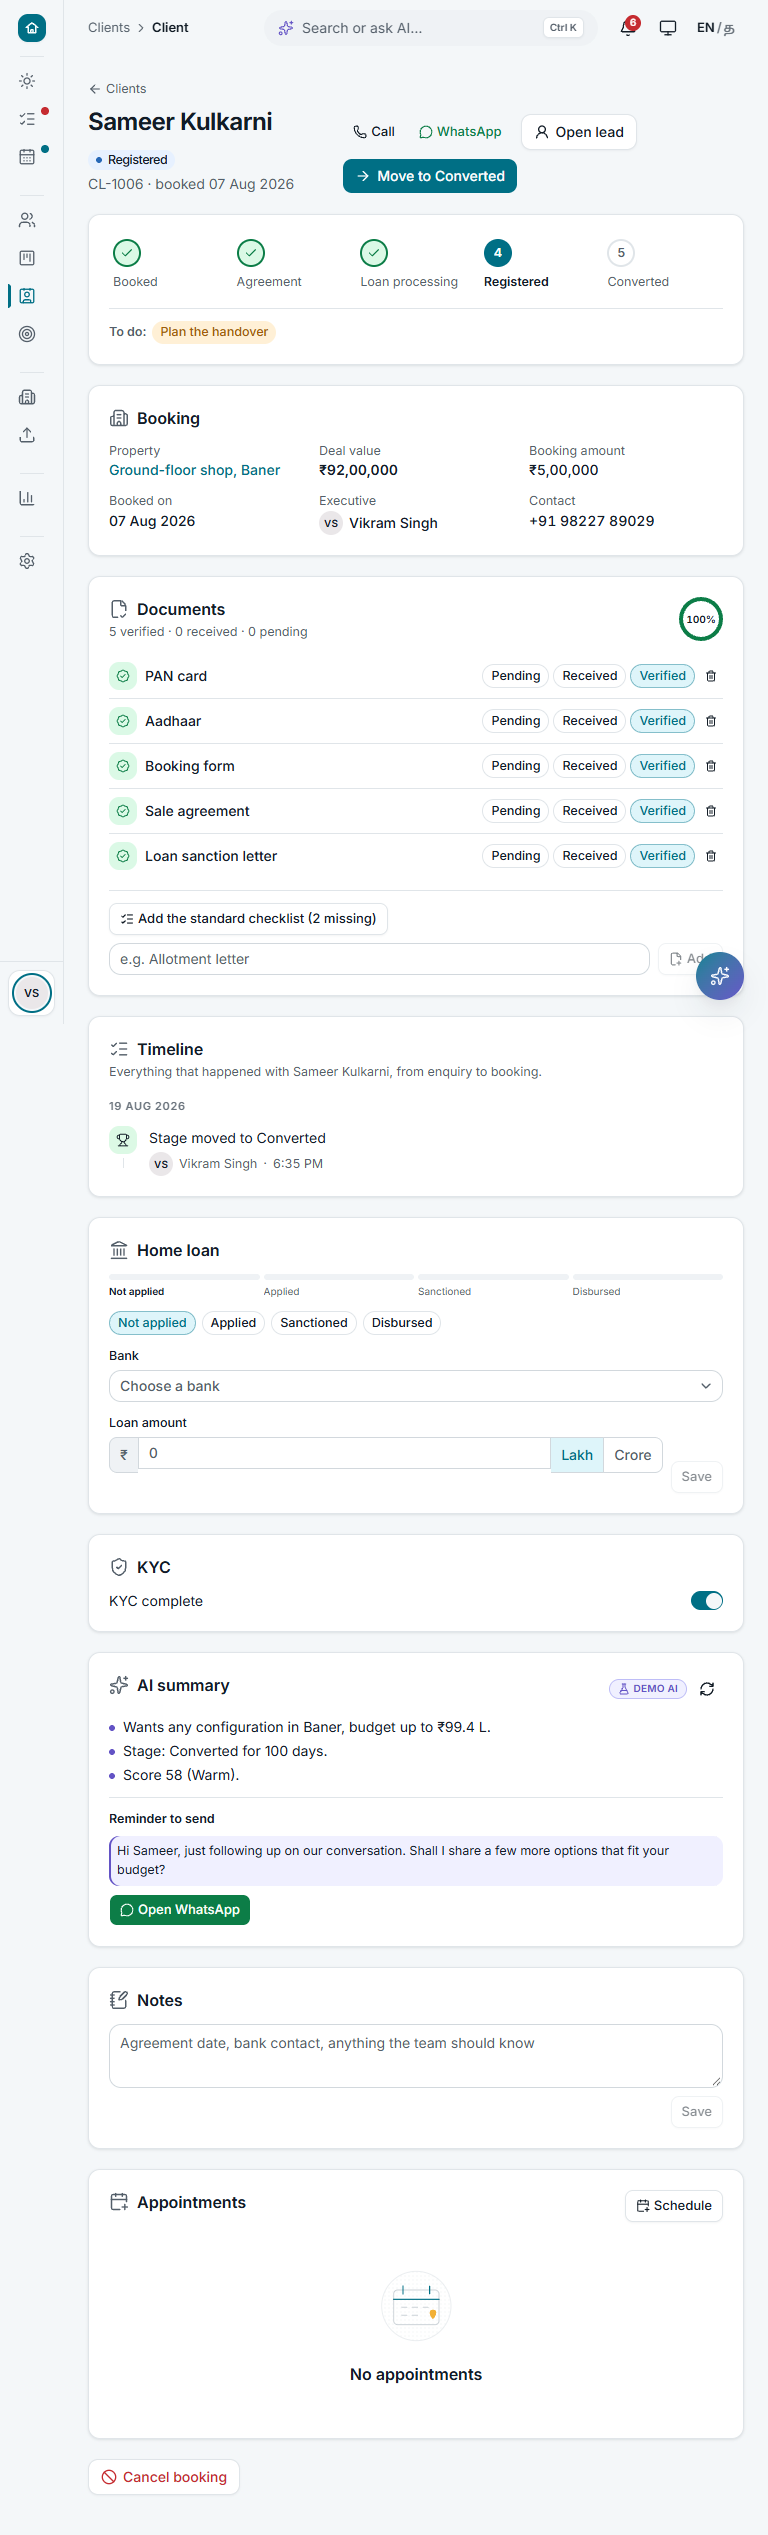 Clients > Client
Search or ask AI...
Ctrl K
6
EN / த
← Clients
Sameer Kulkarni
Registered
CL-1006 · booked 07 Aug 2026
Call
WhatsApp
Open lead
→ Move to Converted
4
5
Booked
Agreement
Loan processing
Registered
Converted
To do: Plan the handover
Booking
Property
Deal value
Booking amount
Ground-floor shop, Baner
₹92,00,000
₹5,00,000
Booked on
Executive
Contact
07 Aug 2026
VS Vikram Singh
+91 98227 89029
Documents
5 verified · 0 received · 0 pending
100%
PAN card Pending Received Verified
Aadhaar Pending Received Verified
Booking form Pending Received Verified
Sale agreement Pending Received Verified
Loan sanction letter Pending Received Verified
Add the standard checklist (2 missing)
e.g. Allotment letter
VS
Timeline
Everything that happened with Sameer Kulkarni, from enquiry to booking.
19 AUG 2026
Stage moved to Converted
VS Vikram Singh · 6:35 PM
Home loan
Not applied
Applied
Sanctioned
Disbursed
Not applied Applied Sanctioned Disbursed
Bank
Choose a bank
Loan amount
₹ 0 Lakh Crore
Save
KYC
KYC complete
AI summary
DEMO AI
Wants any configuration in Baner, budget up to ₹99.4 L.
Stage: Converted for 100 days.
Score 58 (Warm).
Reminder to send
Hi Sameer, just following up on our conversation. Shall I share a few more options that fit your
budget?
Open WhatsApp
Notes
Agreement date, bank contact, anything the team should know
Save
Appointments
Schedule
No appointments
Cancel booking